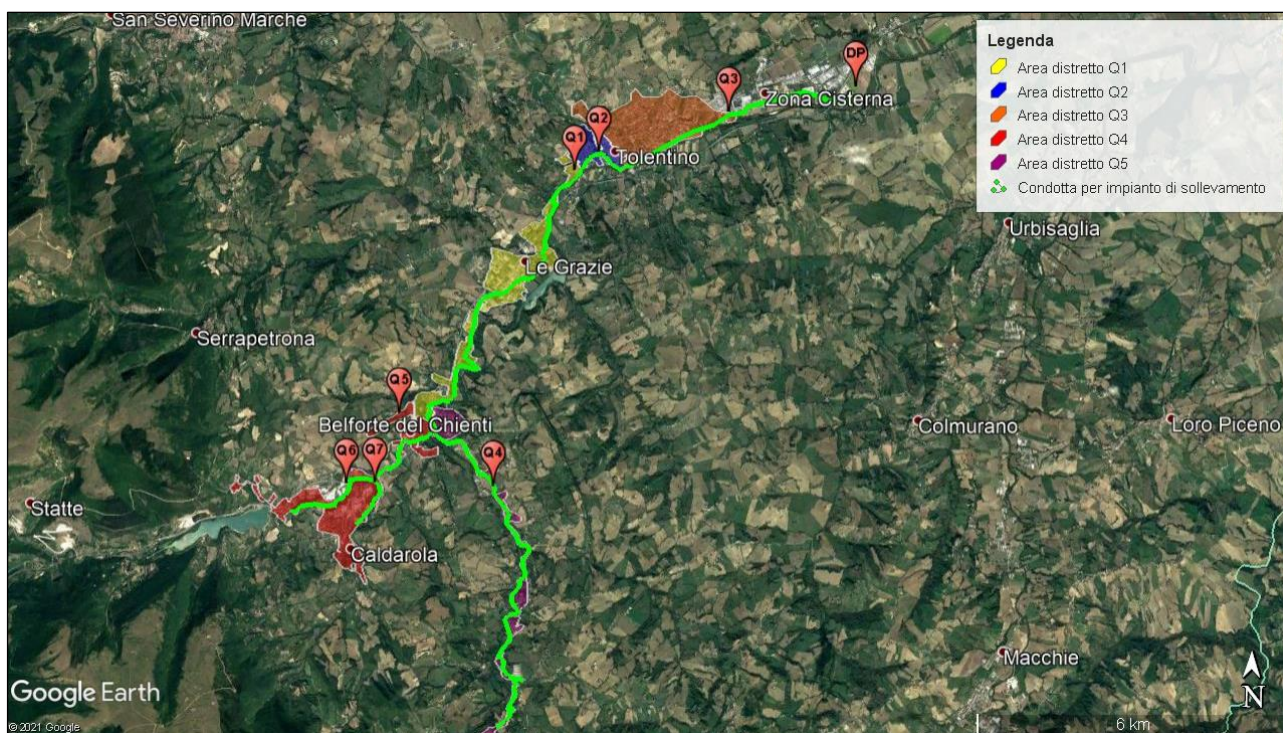 San Severino Marche
Legenda
Area distretto Q1
Area distretto Q2
Area distretto Q3
Area distretto Q4
Area distretto Q5
Condotta per impianto di sollevamento
DP
Q3
Zona Cisterna
Q2
Q1
Tolentino
Urbisaglia
Le Grazie
Serrapetrona
Q5
Belforte del Chienti
Colmurano
Loro Piceno
Q6
Q7
Q4
Statte
Caldarola
Macchie
Google Earth
N
© 2021 Google
6 km